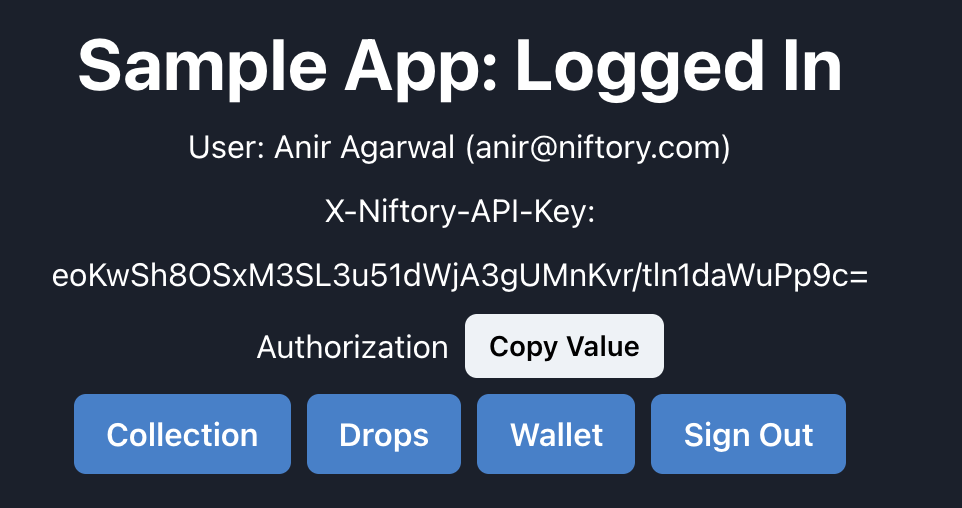 Sample App: Logged In
User: Anir Agarwal (anir@niftory.com)
X-Niftory-API-Key:
eoKwSh8OSxM3SL3u51dWjA3gUMnKvr/tln1daWuPp9c=
Authorization Copy Value
Collection Drops Wallet Sign Out